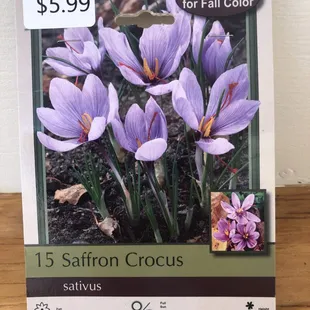 $5.99
for Fall Color
15 Saffron Crocus
sativus